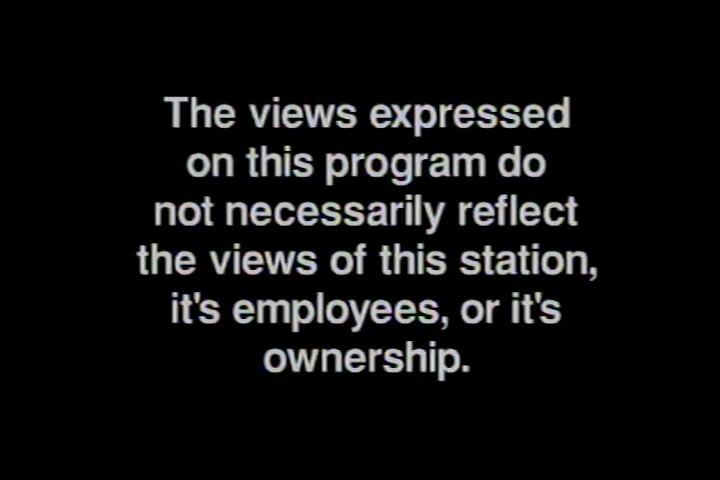 The views expressed
on this program do
not necessarily reflect
the views of this station,
it's employees, or it's
ownership.